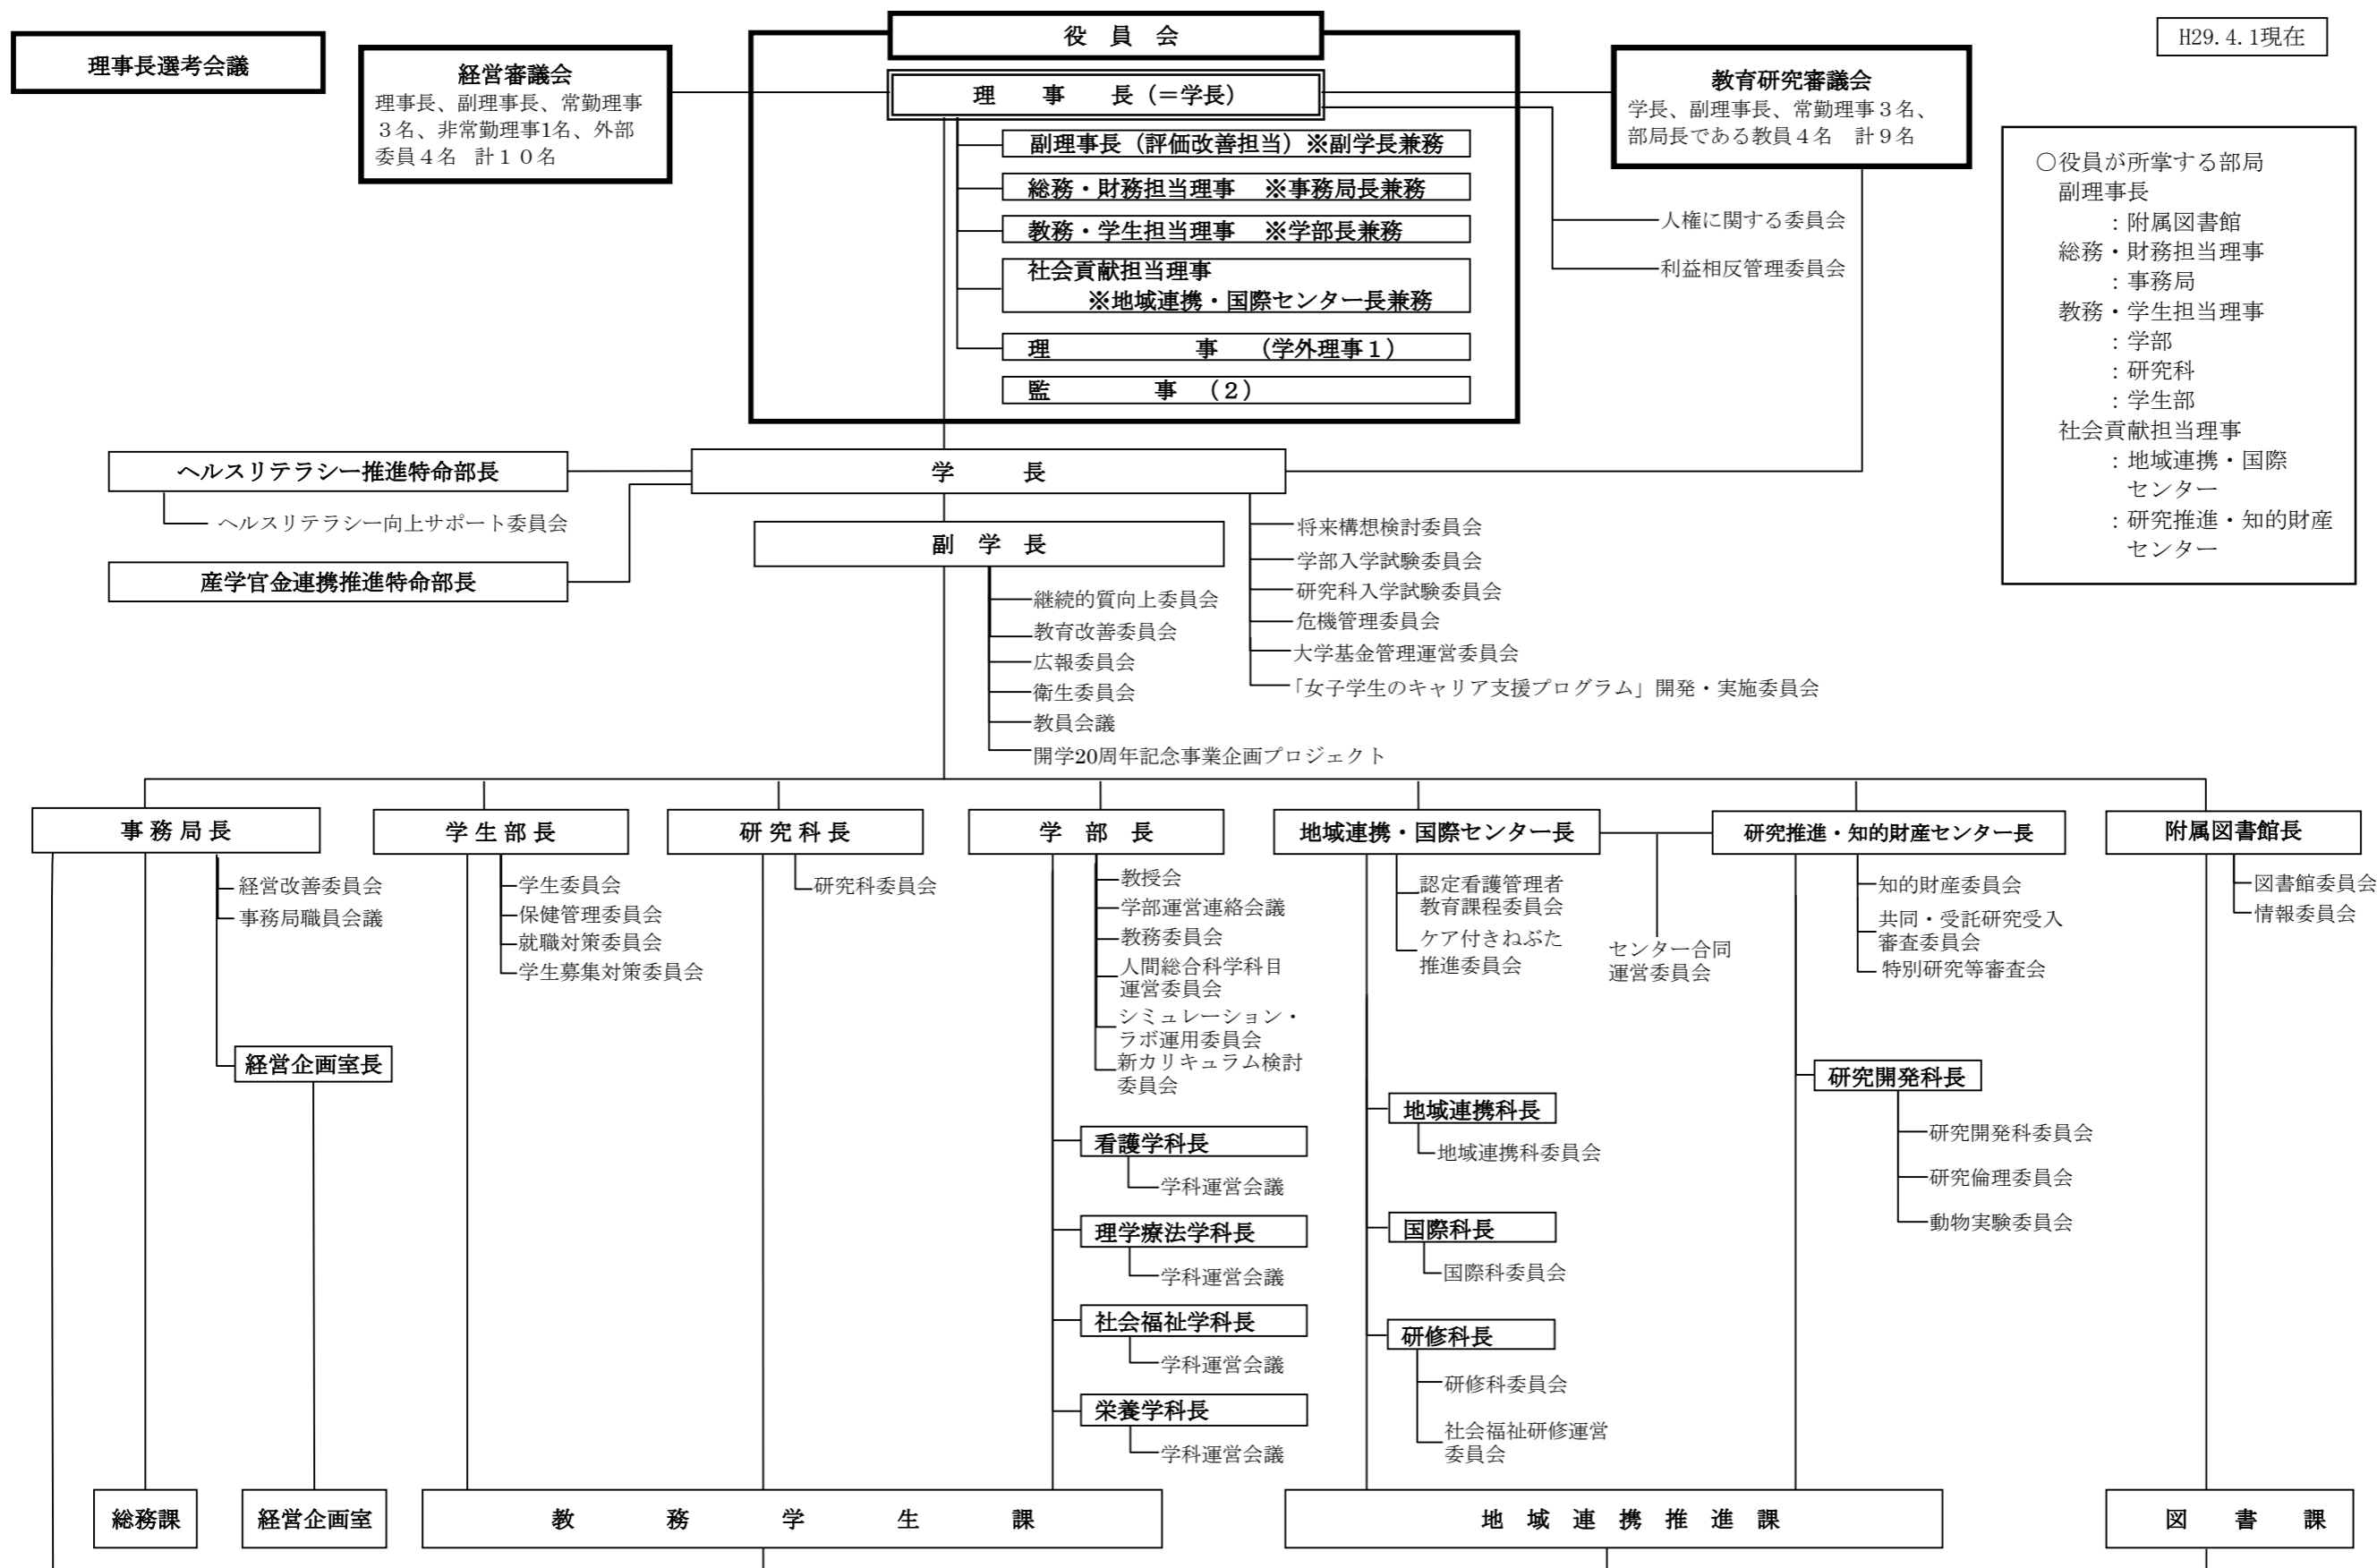 H29.4.1現在
理事長選考会議
経営審議会
理事長、副理事長、常勤理事
３名、非常勤理事1名、外部
委員４名 計１０名
役 員 会
理 事 長（＝学長）
副理事長（評価改善担当）※副学長兼務
総務・財務担当理事 ※事務局長兼務
教務・学生担当理事 ※学部長兼務
社会貢献担当理事
※地域連携・国際センター長兼務
理 事 （学外理事１）
監 事 （２）
教育研究審議会
学長、副理事長、常勤理事３名、
部局長である教員４名 計９名
人権に関する委員会
利益相反管理委員会
○役員が所掌する部局
副理事長
：附属図書館
総務・財務担当理事
：事務局
教務・学生担当理事
：学部
：研究科
：学生部
社会貢献担当理事
：地域連携・国際
センター
：研究推進・知的財産
センター
ヘルスリテラシー推進特命部長
ヘルスリテラシー向上サポート委員会
産学官金連携推進特命部長
学 長
将来構想検討委員会
学部入学試験委員会
研究科入学試験委員会
危機管理委員会
大学基金管理運営委員会
「女子学生のキャリア支援プログラム」開発・実施委員会
副 学 長
継続的質向上委員会
教育改善委員会
広報委員会
衛生委員会
教員会議
開学20周年記念事業企画プロジェクト
事務局長
経営改善委員会
事務局職員会議
経営企画室長
学生部長
学生委員会
保健管理委員会
就職対策委員会
学生募集対策委員会
研究科長
研究科委員会
学 部 長
教授会
学部運営連絡会議
教務委員会
人間総合科学科目
運営委員会
シミュレーション・
ラボ運用委員会
新カリキュラム検討
委員会
看護学科長
学科運営会議
理学療法学科長
学科運営会議
社会福祉学科長
学科運営会議
栄養学科長
学科運営会議
地域連携・国際センター長
認定看護管理者
教育課程委員会
ケア付きねぶた
推進委員会
地域連携科長
地域連携科委員会
国際科長
国際科委員会
研修科長
研修科委員会
社会福祉研修運営
委員会
センター合同
運営委員会
研究推進・知的財産センター長
知的財産委員会
共同・受託研究受入
審査委員会
特別研究等審査会
研究開発科長
研究開発科委員会
研究倫理委員会
動物実験委員会
附属図書館長
図書館委員会
情報委員会
総務課
経営企画室
教 務 学 生 課
地 域 連 携 推 進 課
図 書 課